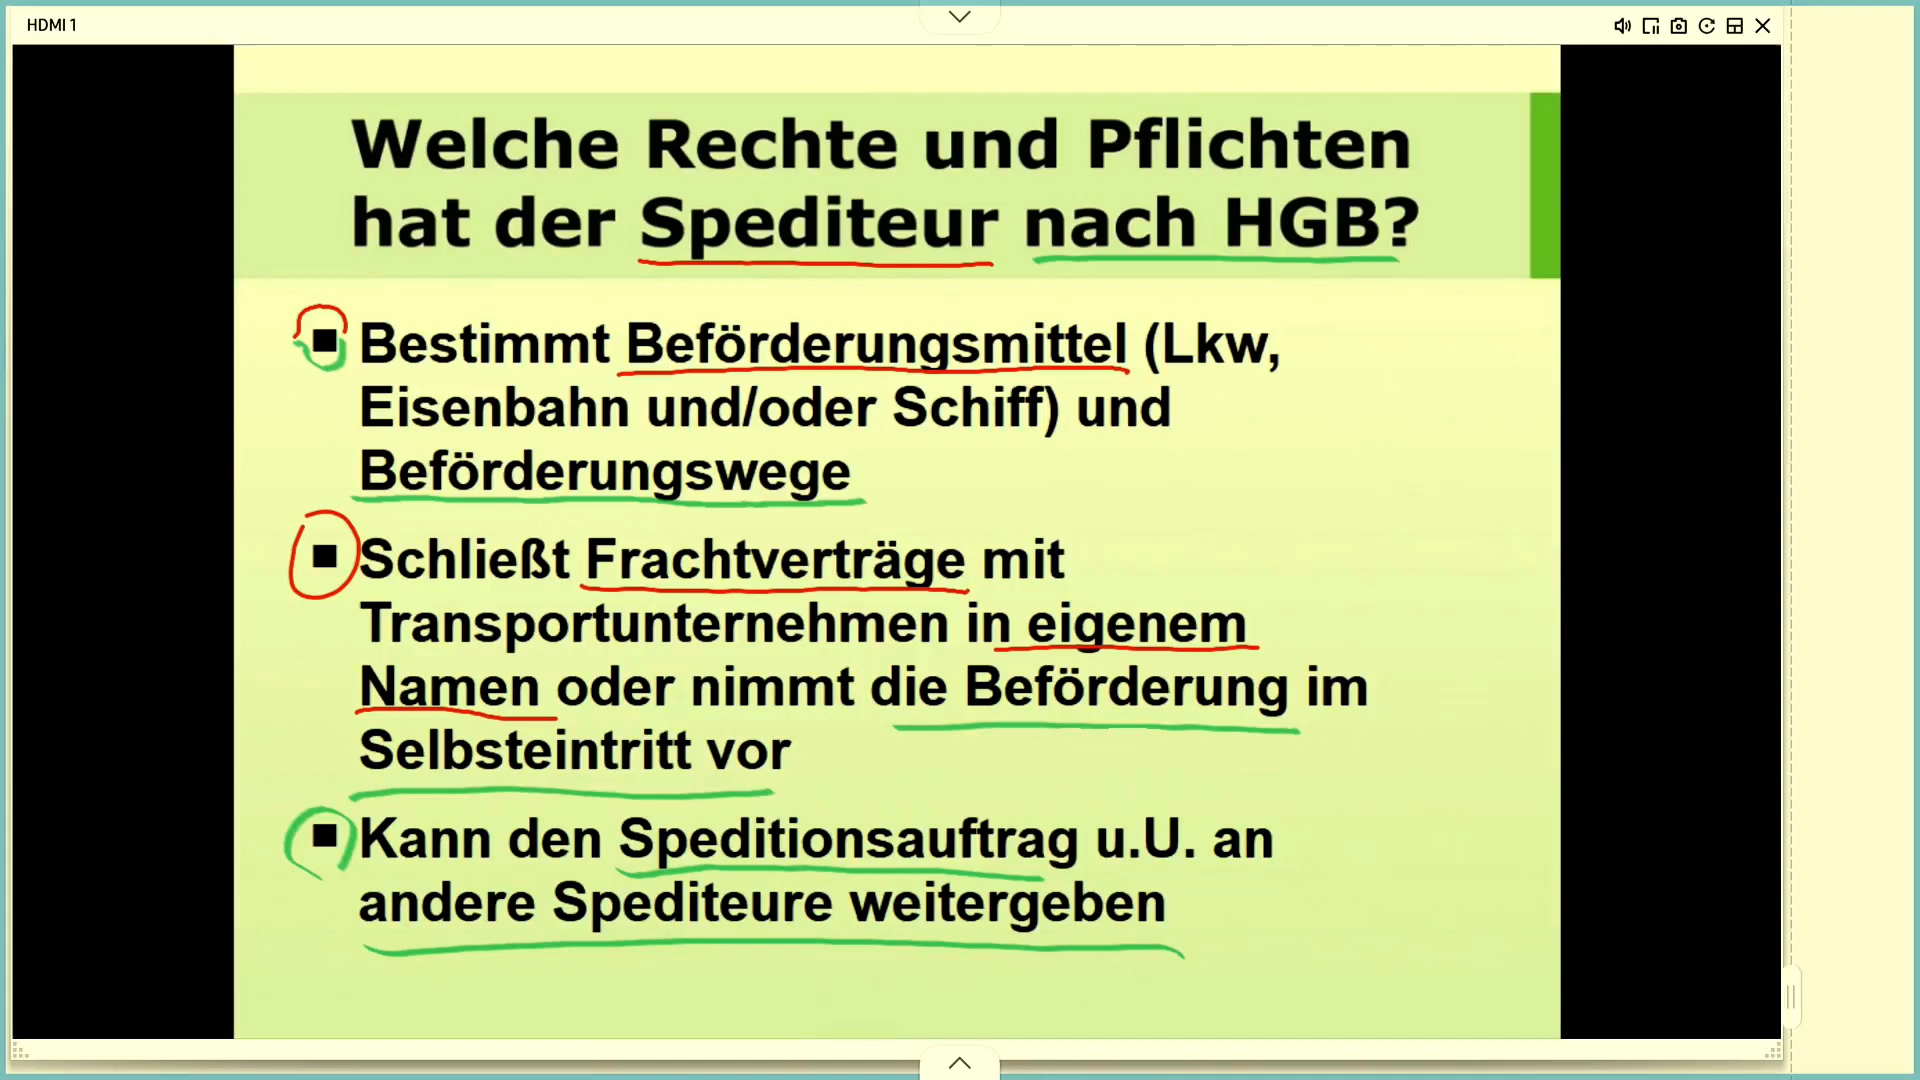 HDMI 1
Welche Rechte und Pflichten
hat der Spediteur nach HGB?
■ Bestimmt Beförderungsmittel (Lkw,
Eisenbahn und/oder Schiff) und
Beförderungswege
■ Schließt Frachtverträge mit
Transportunternehmen in eigenem
Namen oder nimmt die Beförderung im
Selbsteintritt vor
■ Kann den Speditionsauftrag u.U. an
andere Spediteure weitergeben